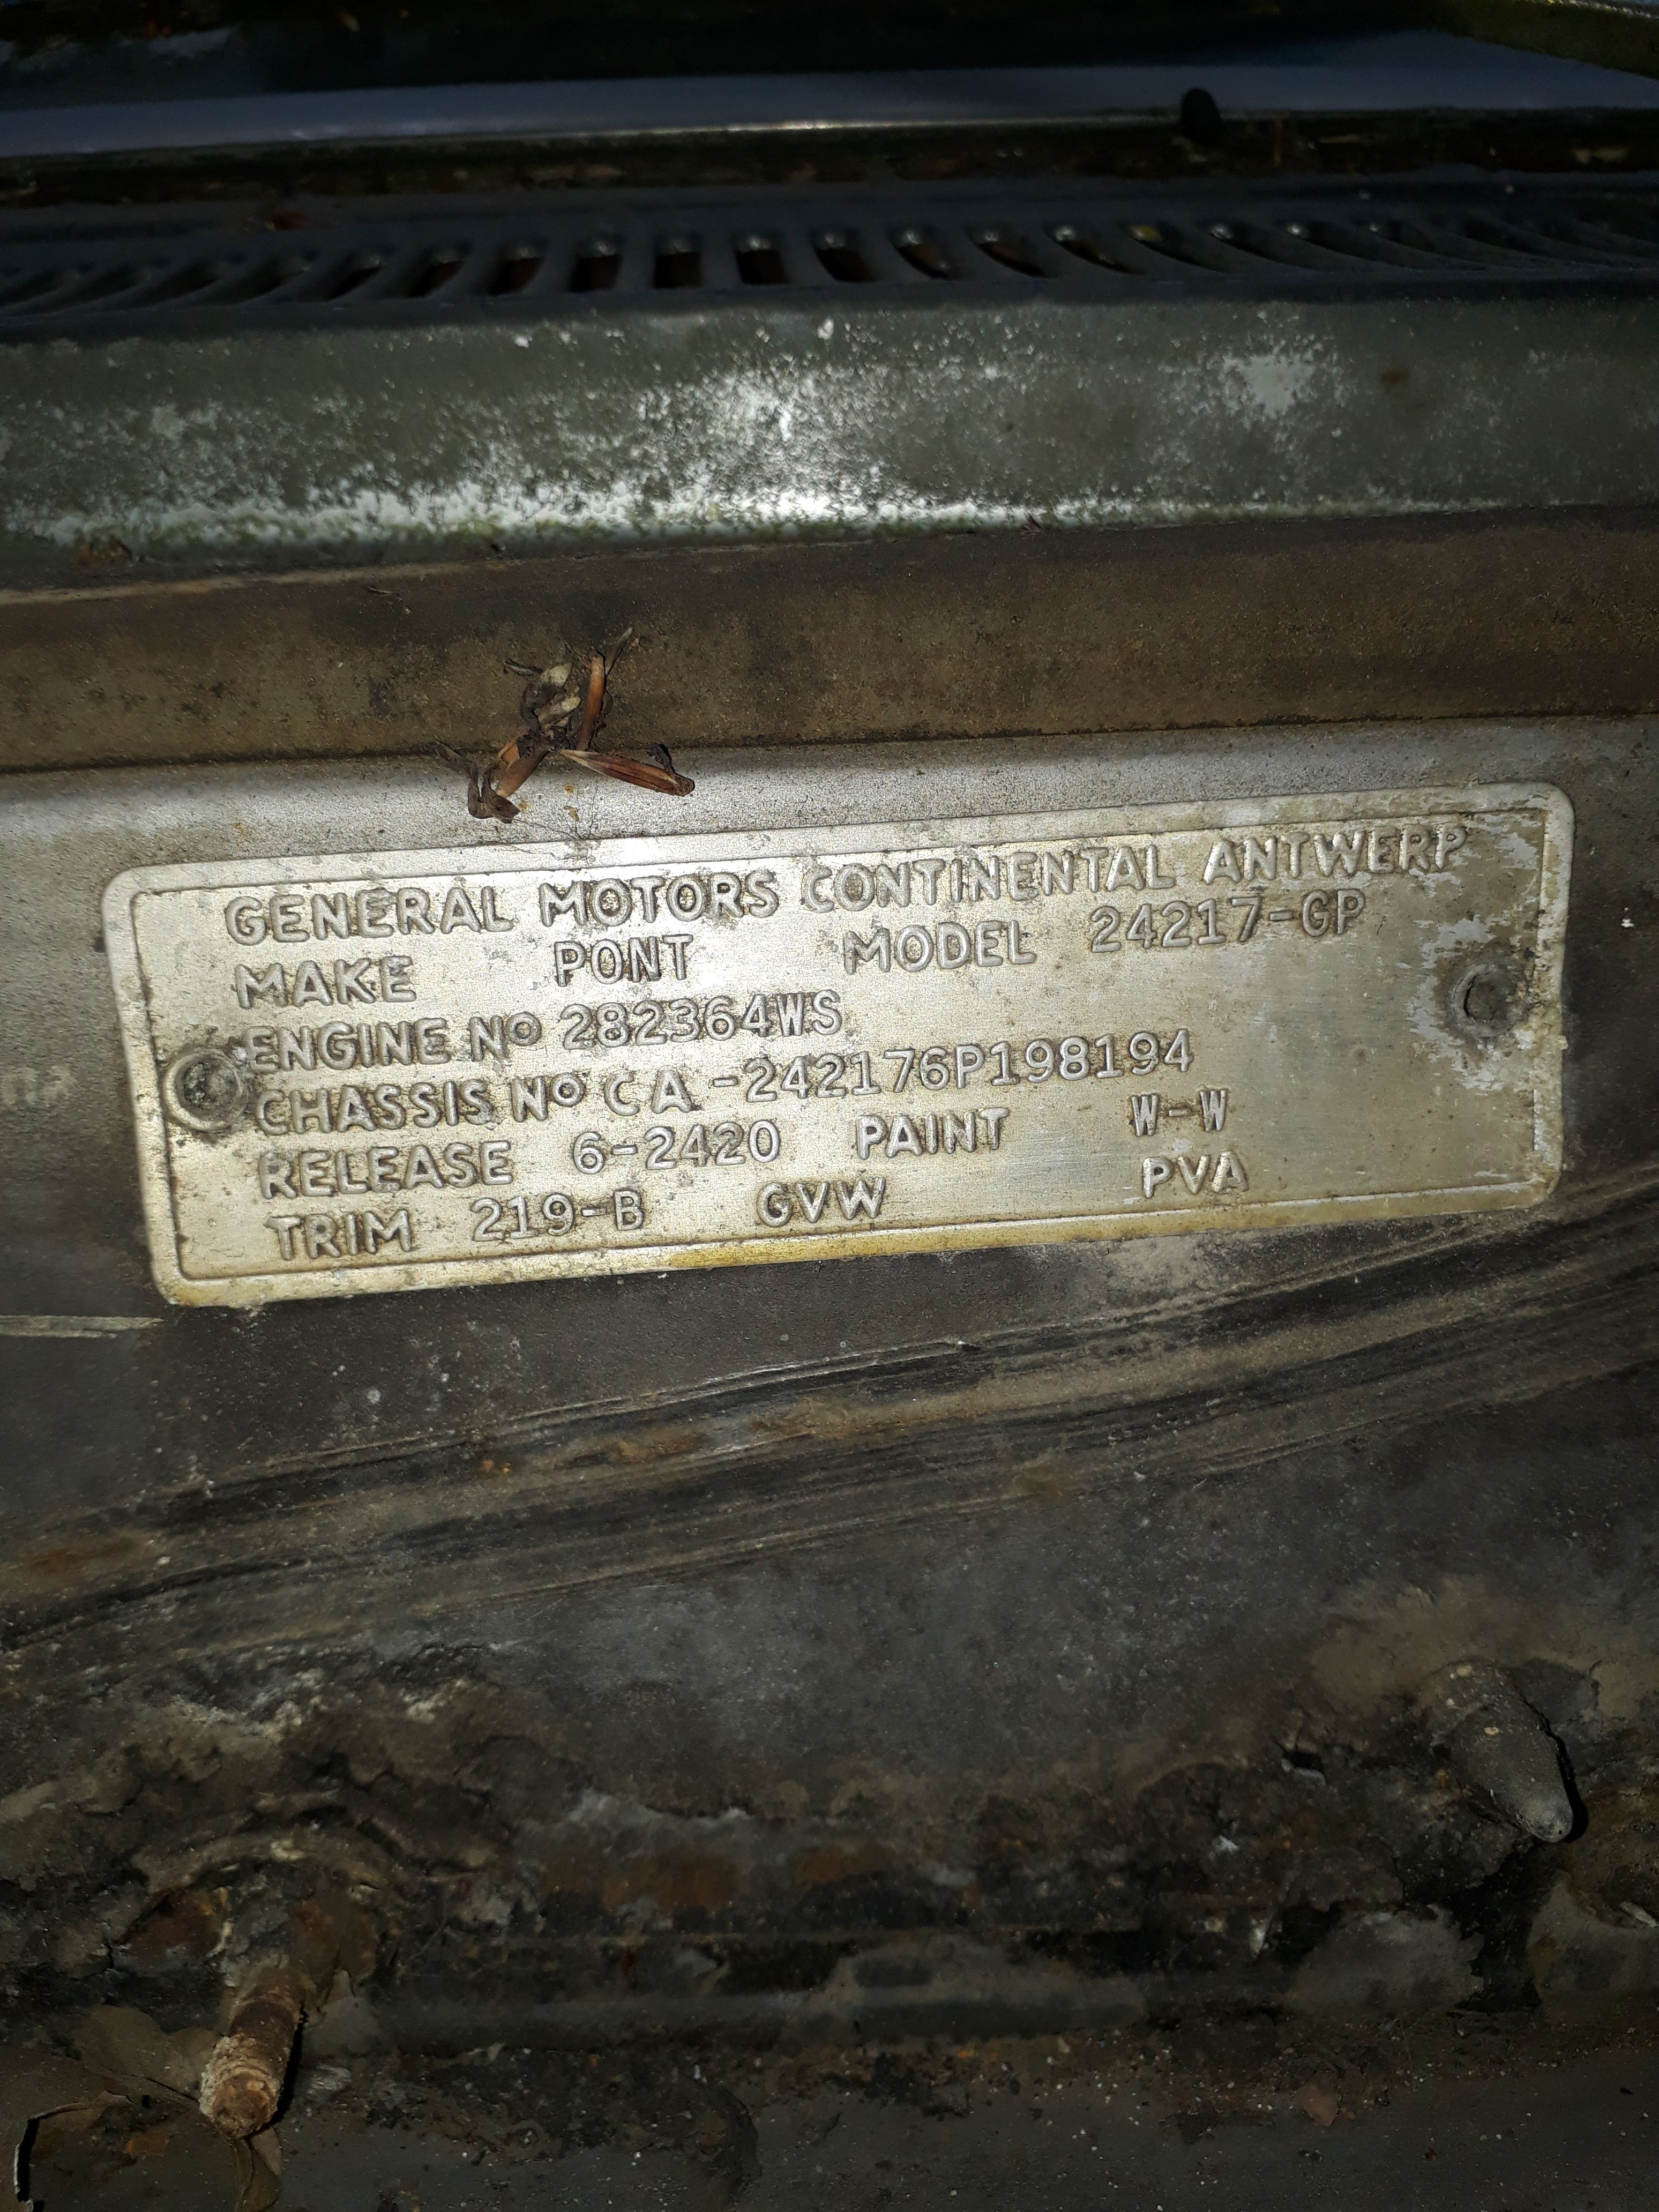 GENERAL MOTORS CONTINENTAL ANTWERP
MAKE PONT MODEL 24217-GP
ENGINE No 282364WS
CHASSIS No CA-242176P198194
RELEASE 6-2420 PAINT W-W
TRIM 219-B GVW PVA